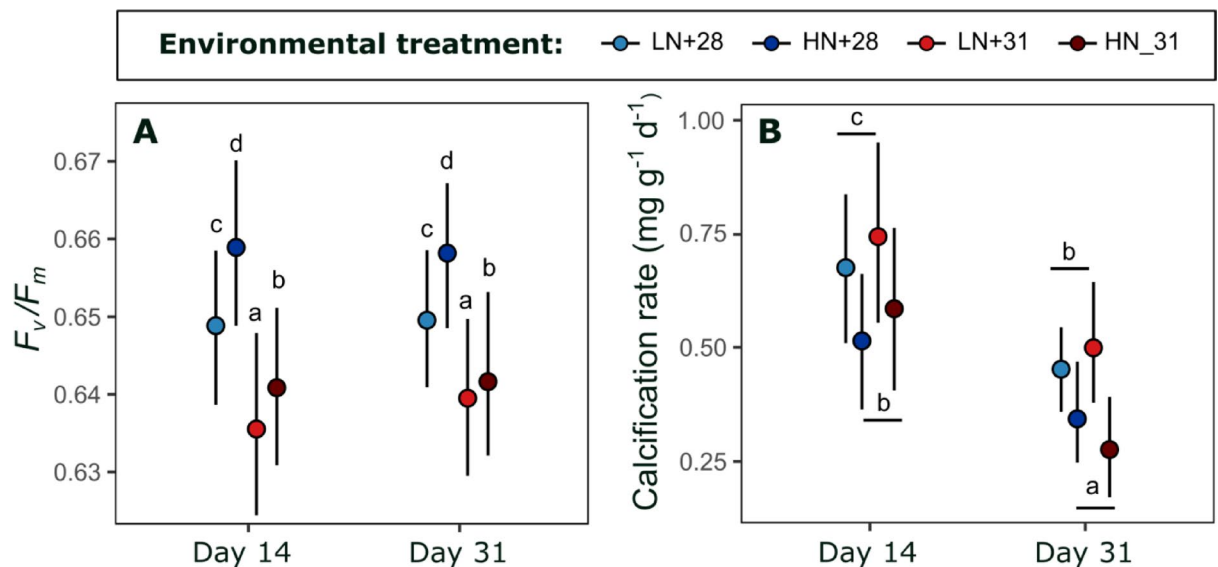 Environmental treatment: LN+28 HN+28 LN+31 HN_31
A
Fv/Fm
0.67
0.66
0.65
0.64
0.63
c
d
a
b
c
d
a
b
Day 14 Day 31
B
Calcification rate (mg g⁻¹ d⁻¹)
1.00
0.75
0.50
0.25
c
b
b
a
Day 14 Day 31